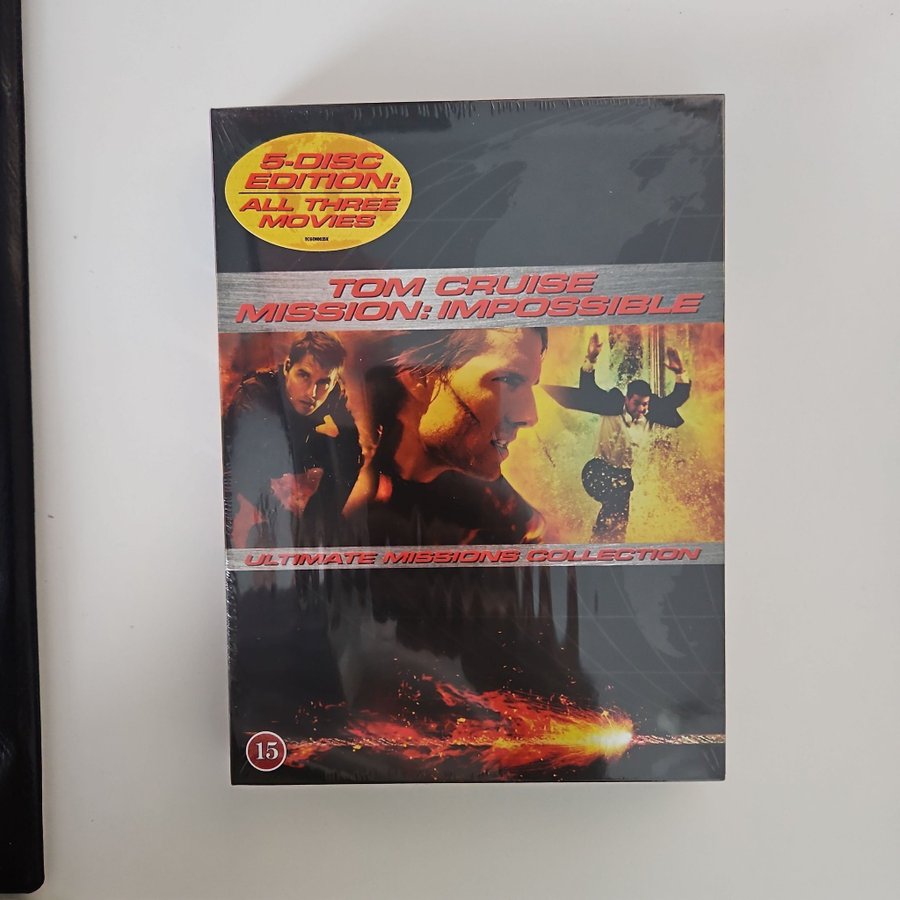 5-DISC
EDITION:
ALL THREE
MOVIES
TOM CRUISE
MISSION: IMPOSSIBLE
ULTIMATE MISSIONS COLLECTION
15